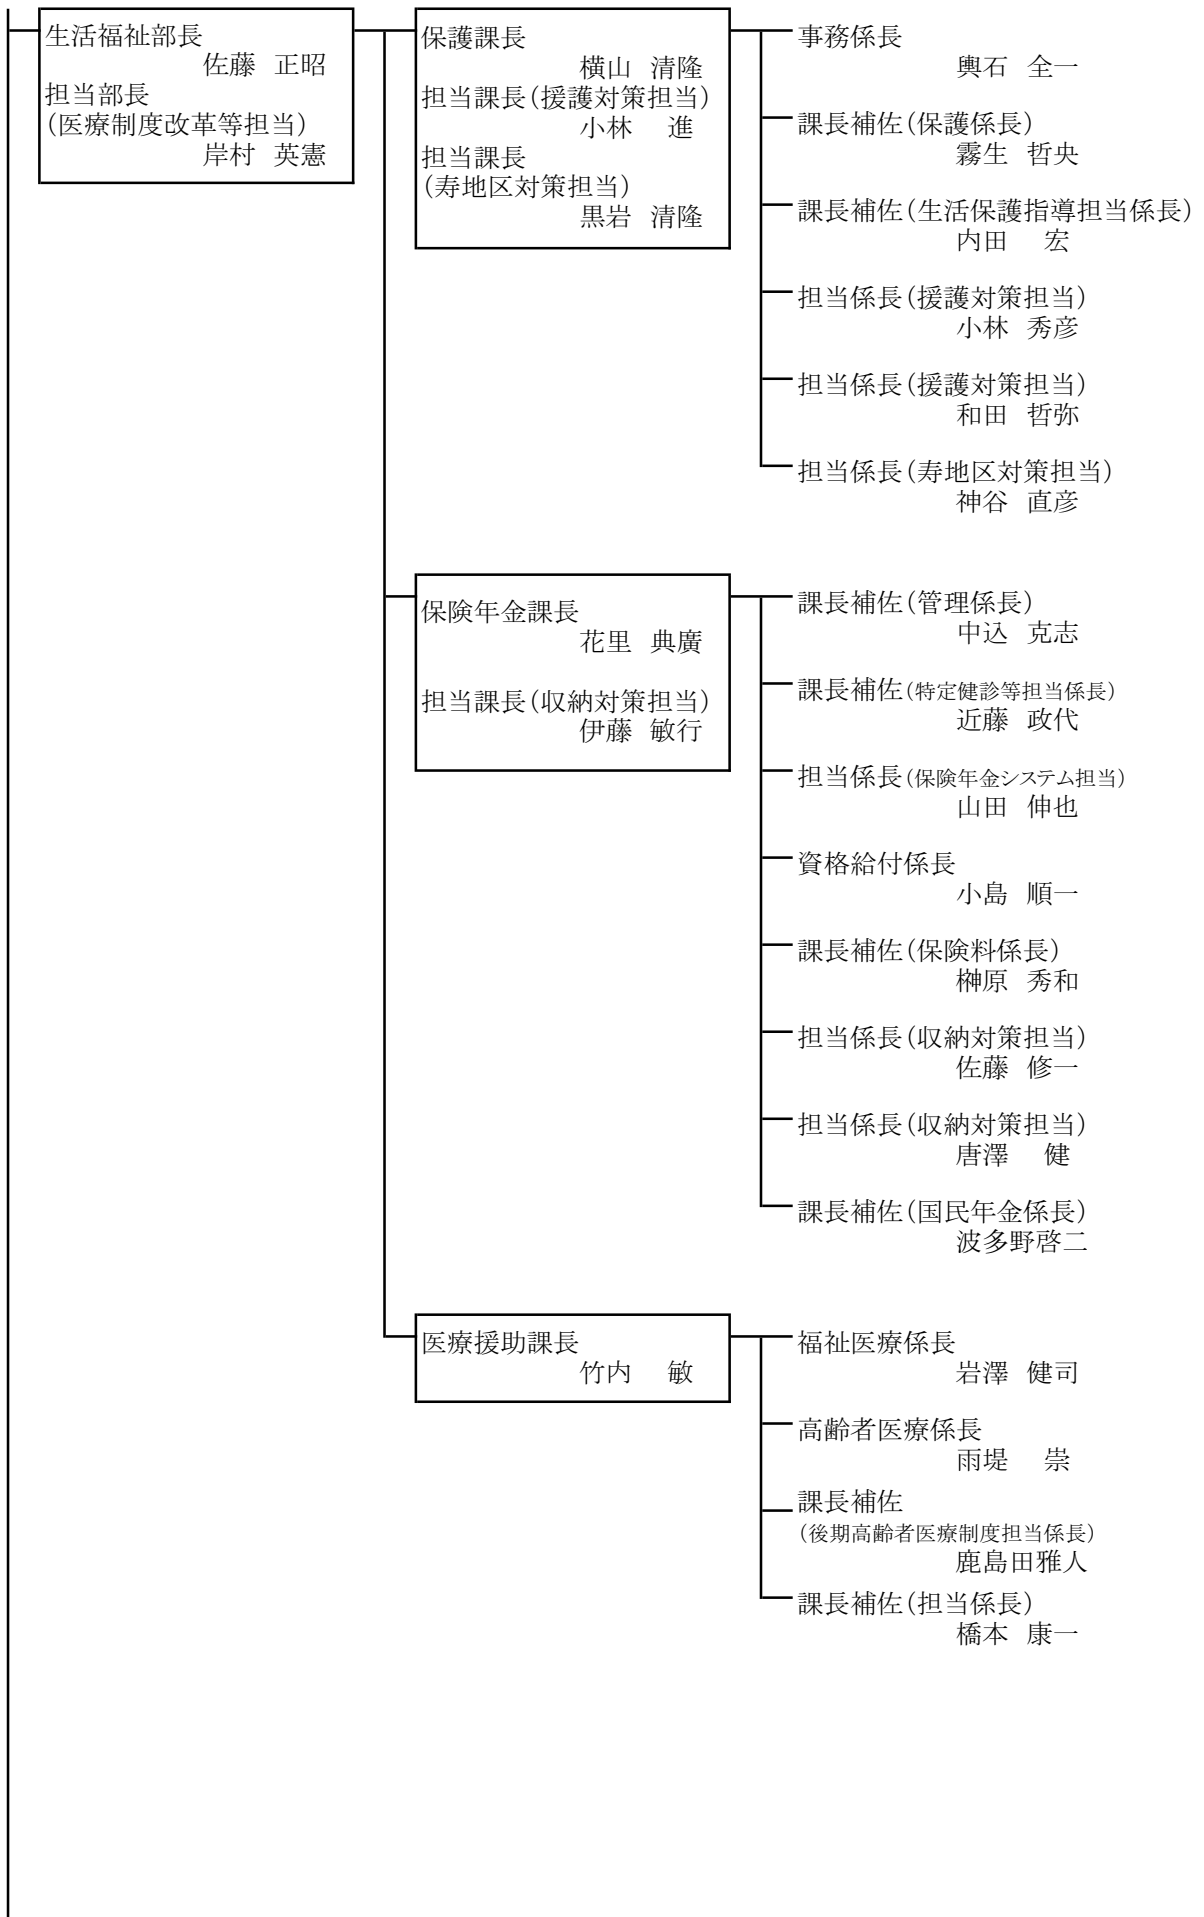 生活福祉部長
佐藤 正昭
担当部長
(医療制度改革等担当)
岸村 英憲
保護課長
横山 清隆
担当課長(援護対策担当)
小林 進
担当課長
(寿地区対策担当)
黒岩 清隆
事務係長
輿石 全一
課長補佐(保護係長)
霧生 哲央
課長補佐(生活保護指導担当係長)
内田 宏
担当係長(援護対策担当)
小林 秀彦
担当係長(援護対策担当)
和田 哲弥
担当係長(寿地区対策担当)
神谷 直彦
保険年金課長
花里 典廣
担当課長(収納対策担当)
伊藤 敏行
課長補佐(管理係長)
中込 克志
課長補佐(特定健診等担当係長)
近藤 政代
担当係長(保険年金システム担当)
山田 伸也
資格給付係長
小島 順一
課長補佐(保険料係長)
榊原 秀和
担当係長(収納対策担当)
佐藤 修一
担当係長(収納対策担当)
唐澤 健
課長補佐(国民年金係長)
波多野啓二
医療援助課長
竹内 敏
福祉医療係長
岩澤 健司
高齢者医療係長
雨堤 崇
課長補佐
(後期高齢者医療制度担当係長)
鹿島田雅人
課長補佐(担当係長)
橋本 康一